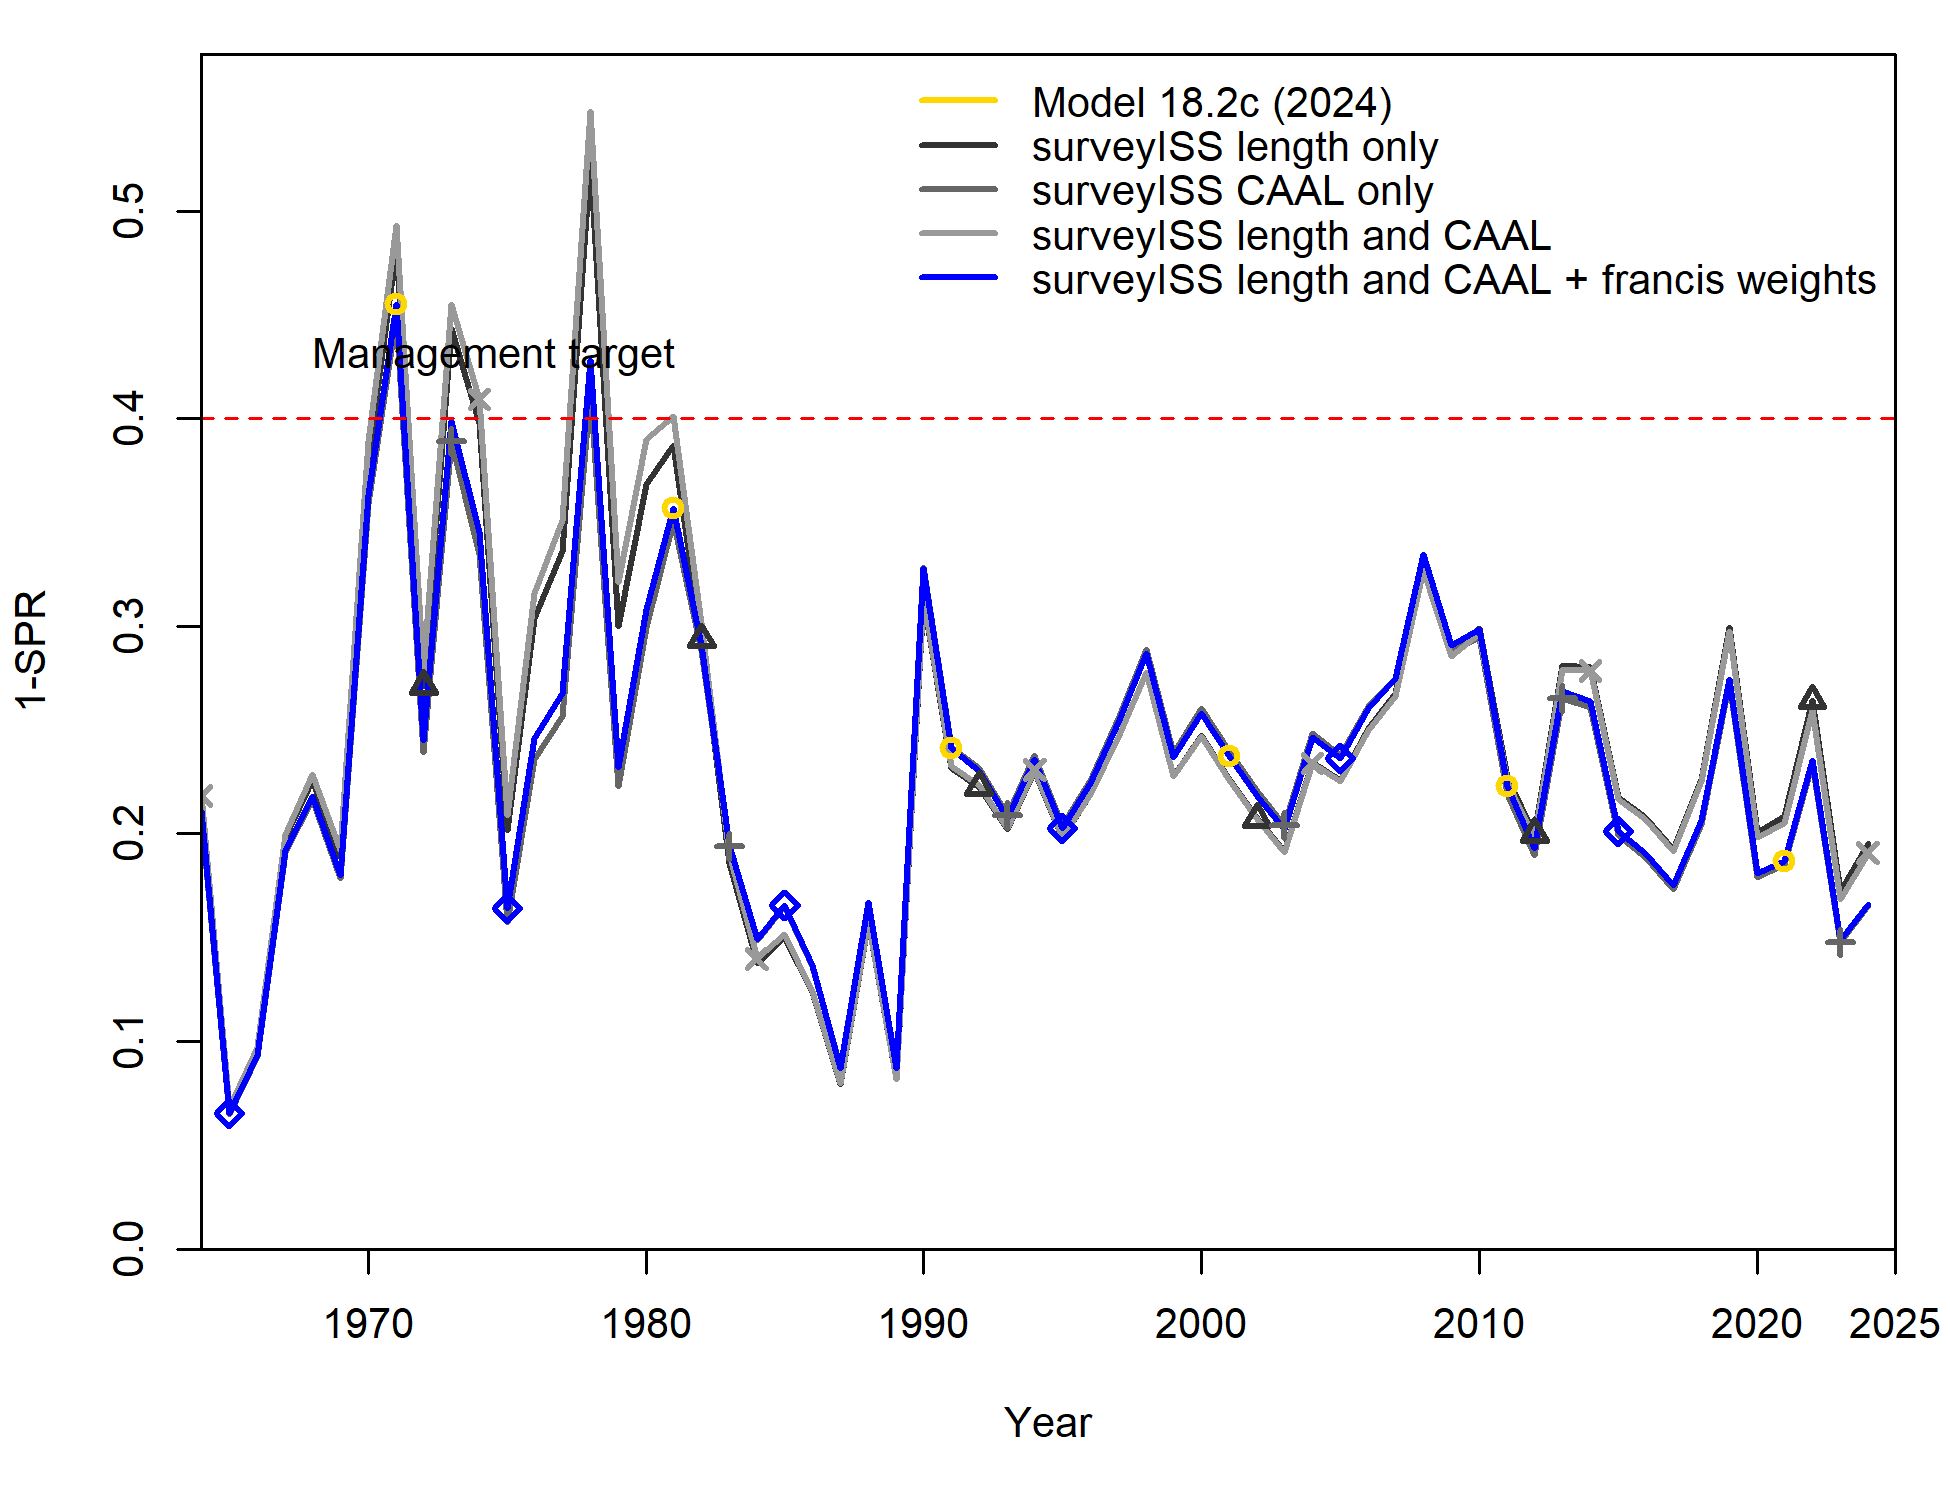 Model 18.2c (2024)
surveyISS length only
surveyISS CAAL only
surveyISS length and CAAL
surveyISS length and CAAL + francis weights
Management target
1-SPR
0.5
0.4
0.3
0.2
0.1
0.0
1970 1980 1990 2000 2010 2020 2025
Year